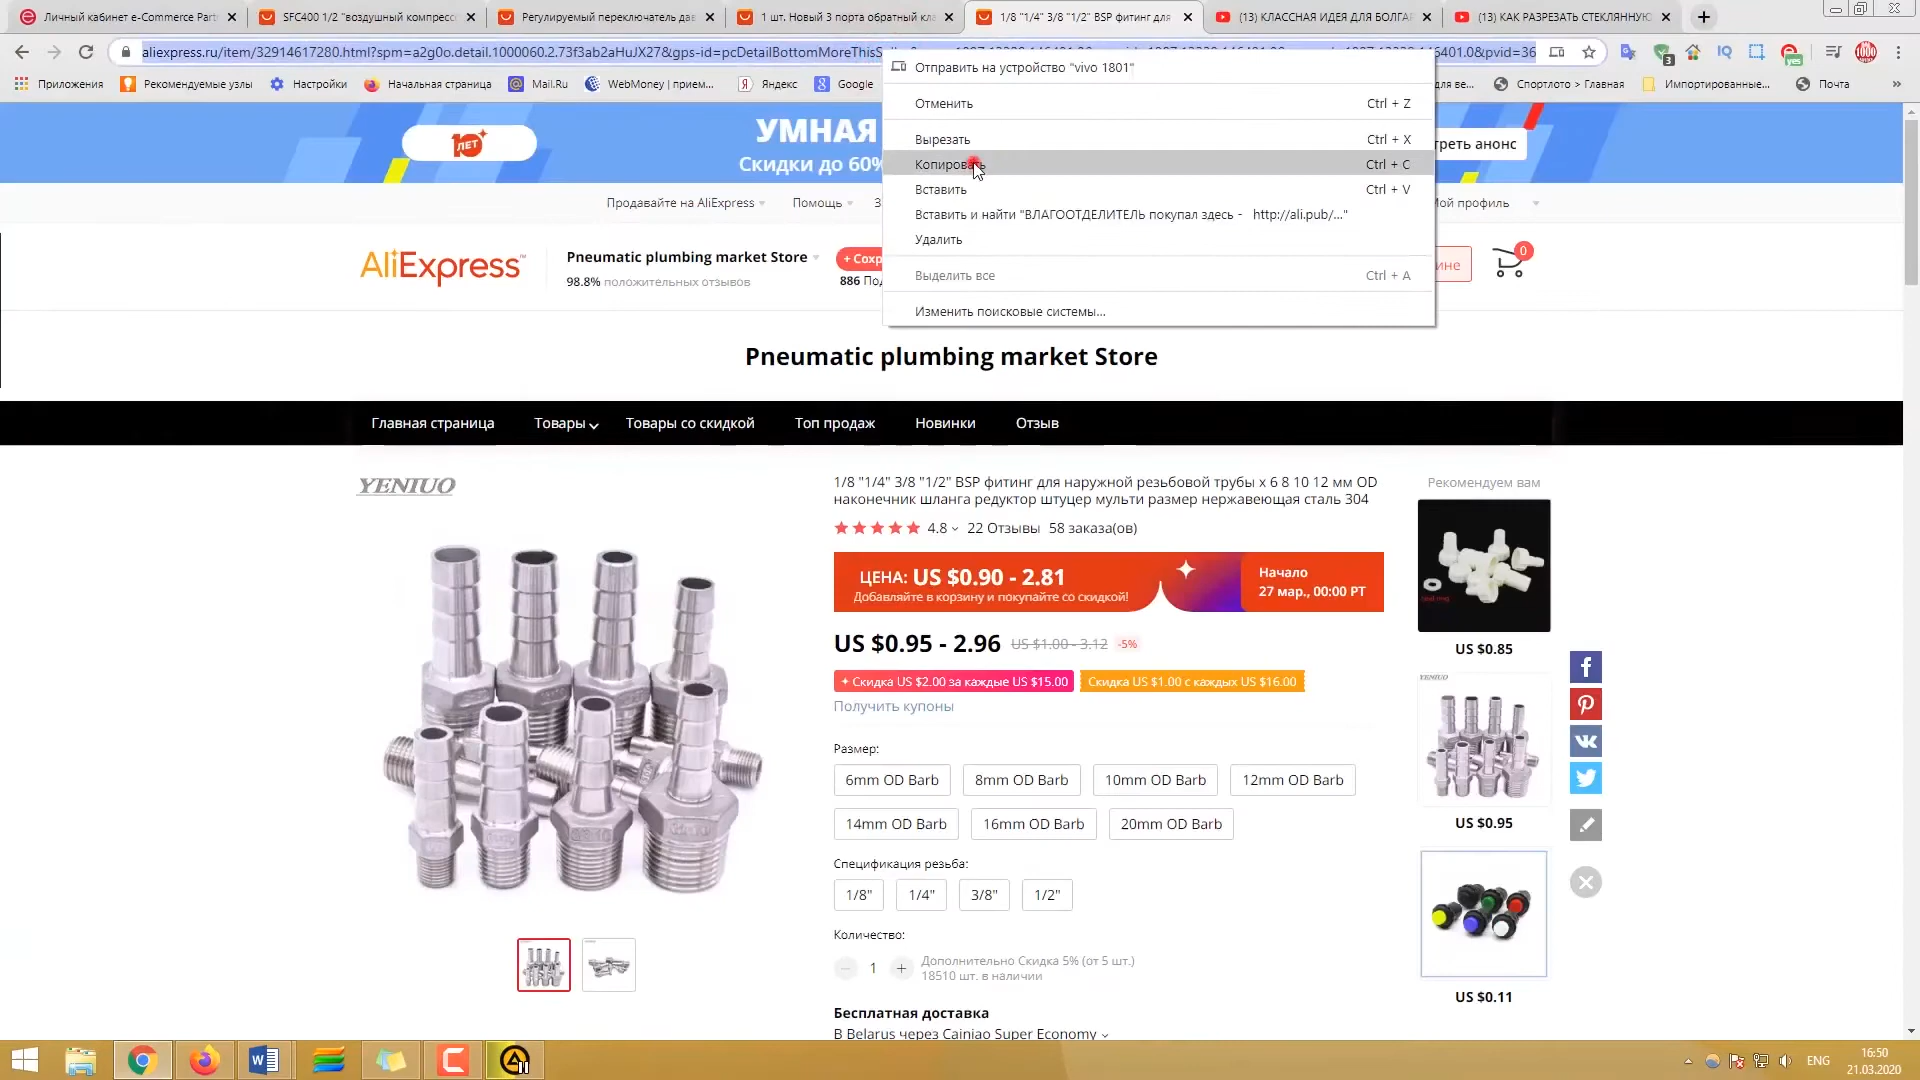 Личный кабинет e-Commerce Part
SFC400 1/2 "воздушный компресс
Регулируемый переключатель дав
1 шт. Новый 3 порта обратный кла
1/8 "1/4" 3/8 "1/2" BSP фитинг для
(13) КЛАССНАЯ ИДЕЯ ДЛЯ БОЛГАР
(13) КАК РАЗРЕЗАТЬ СТЕКЛЯННУЮ
aliexpress.ru/item/32914617280.html?spm=a2g0o.detail.1000060.2.73f3ab2aHuJX27&gps-id=pcDetailBottomMoreThisS
&pvid=36
Приложения
Рекомендуемые узлы
Настройки
Начальная страница
Mail.Ru
WebMoney | прием...
Яндекс
Google
для ве...
Спортлото > Главная
Импортированные...
Почта
Отправить на устройство "vivo 1801"
Отменить Ctrl + Z
Вырезать Ctrl + X
Копировать Ctrl + C
Вставить Ctrl + V
Вставить и найти "ВЛАГООТДЕЛИТЕЛЬ покупал здесь - http://ali.pub/..."
Удалить
Выделить все Ctrl + A
Изменить поисковые системы...
10 ЛЕТ
УМНАЯ
Скидки до 60%
треть анонс
Продавайте на AliExpress
Помощь
З
Мой профиль
AliExpress
Pneumatic plumbing market Store
98.8% положительных отзывов
+ Сохр
886 Под
ине
0
Pneumatic plumbing market Store
Главная страница
Товары
Товары со скидкой
Топ продаж
Новинки
Отзыв
YENIUO
1/8 "1/4" 3/8 "1/2" BSP фитинг для наружной резьбовой трубы x 6 8 10 12 мм OD
наконечник шланга редуктор штуцер мульти размер нержавеющая сталь 304
4.8 22 Отзывы 58 заказа(ов)
ЦЕНА: US $0.90 - 2.81
Добавляйте в корзину и покупайте со скидкой!
Начало
27 мар., 00:00 PT
US $0.95 - 2.96 US $1.00 - 3.12 -5%
Скидка US $2.00 за каждые US $15.00
Скидка US $1.00 с каждых US $16.00
Получить купоны
Размер:
6mm OD Barb
8mm OD Barb
10mm OD Barb
12mm OD Barb
14mm OD Barb
16mm OD Barb
20mm OD Barb
Спецификация резьба:
1/8"
1/4"
3/8"
1/2"
Количество:
1
Дополнительно Скидка 5% (от 5 шт.)
18510 шт. в наличии
Бесплатная доставка
В Belarus через Cainiao Super Economy
Рекомендуем вам
US $0.85
YENIUO
US $0.95
US $0.11
ENG
16:50
21.03.2020